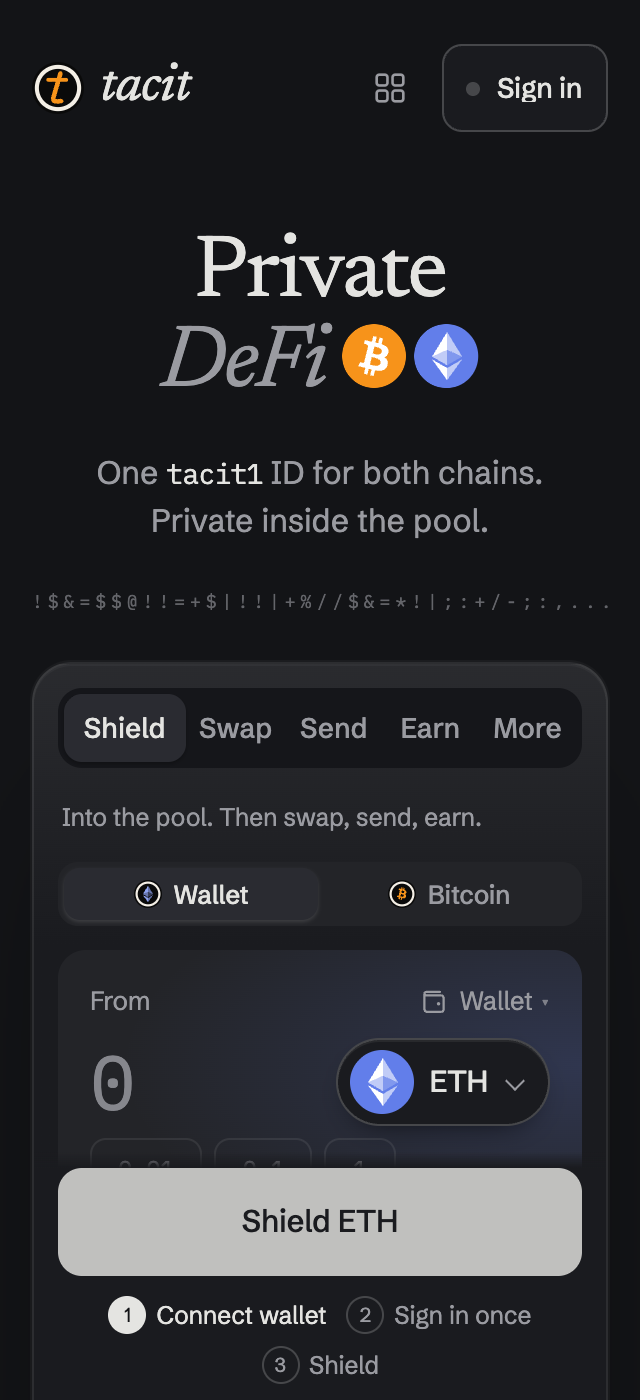 tacit
Sign in
Private
DeFi
One tacit1 ID for both chains.
Private inside the pool.
!$&=$$@!!=+$|!!|+%//$&=*!|;:+/-;:,...
Shield Swap Send Earn More
Into the pool. Then swap, send, earn.
Wallet Bitcoin
From Wallet
0 ETH
Shield ETH
1 Connect wallet 2 Sign in once
3 Shield